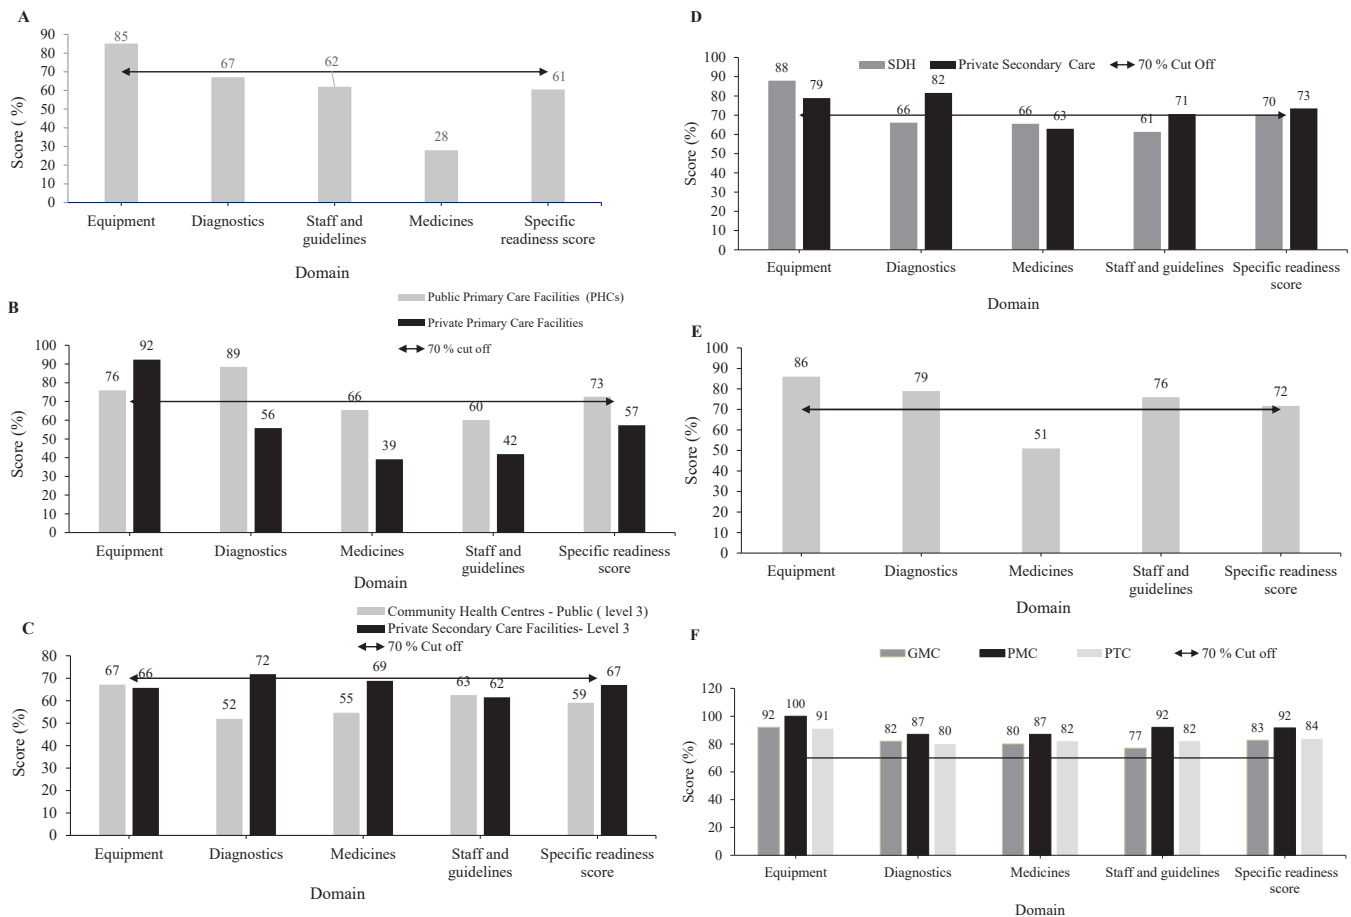 A
90
80
70
60
50
40
30
20
10
0
Score ( %)
85
67
62
28
61
Equipment
Diagnostics
Staff and
guidelines
Medicines
Specific
readiness score
Domain
B
Public Primary Care Facilities (PHCs)
Private Primary Care Facilities
70 % cut off
100
90
80
70
60
50
40
30
20
10
0
Score (%)
76
92
89
56
66
39
60
42
73
57
Equipment
Diagnostics
Medicines
Staff and
guidelines
Specific readiness
score
Domain
C
Community Health Centres - Public ( level 3)
Private Secondary Care Facilities- Level 3
70 % Cut off
80
70
60
50
40
30
20
10
0
Score (%)
67
66
52
72
55
69
63
62
59
67
Equipment
Diagnostics
Medicines
Staff and
guidelines
Specific readiness
score
Domain
D
SDH
Private Secondary Care
70 % Cut Off
100
90
80
70
60
50
40
30
20
10
0
Score (%)
88
79
66
82
66
63
61
71
70
73
Equipment
Diagnostics
Medicines
Staff and guidelines
Specific readiness
score
Domain
E
100
90
80
70
60
50
40
30
20
10
0
Score (%)
86
79
51
76
72
Equipment
Diagnostics
Medicines
Staff and
guidelines
Specific readiness
score
Domain
F
GMC
PMC
PTC
70 % Cut off
120
100
80
60
40
20
0
Score (%)
92
100
91
82
87
80
80
87
82
77
92
82
83
92
84
Equipment
Diagnostics
Medicines
Staff and guidelines
Specific readiness
score
Domain